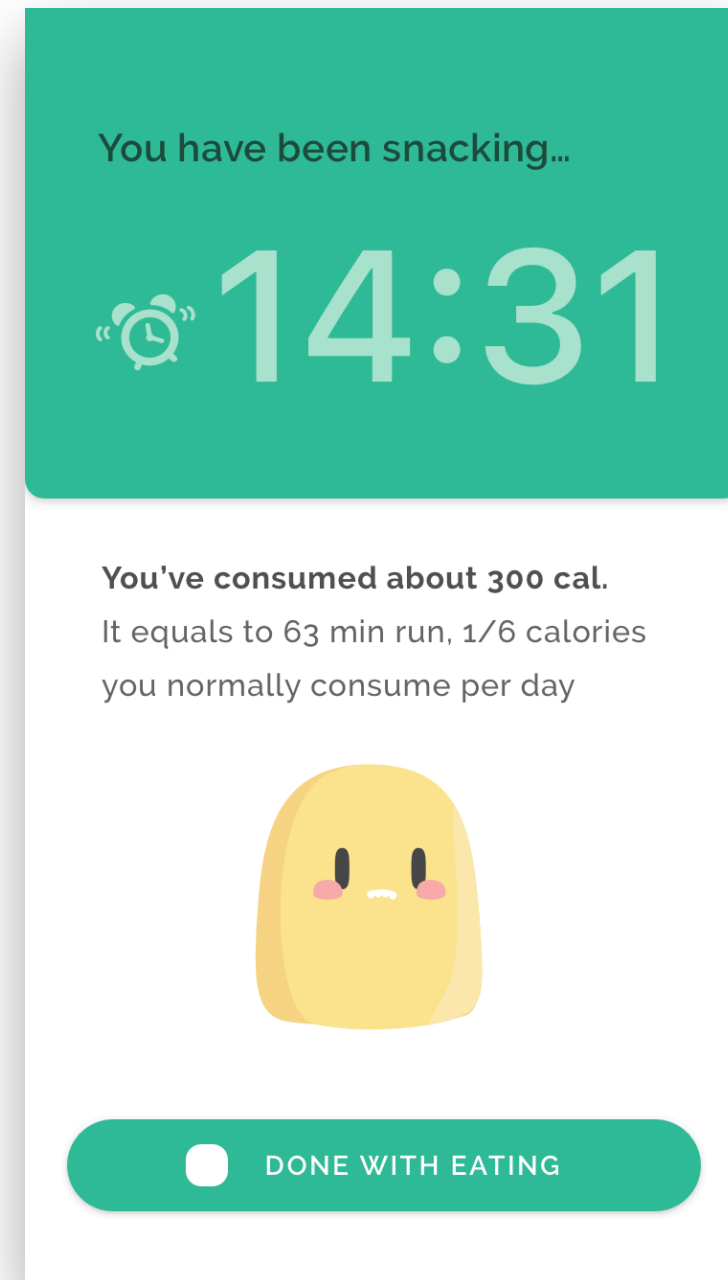 You have been snacking...
14:31
You've consumed about 300 cal.
It equals to 63 min run, 1/6 calories
you normally consume per day
DONE WITH EATING